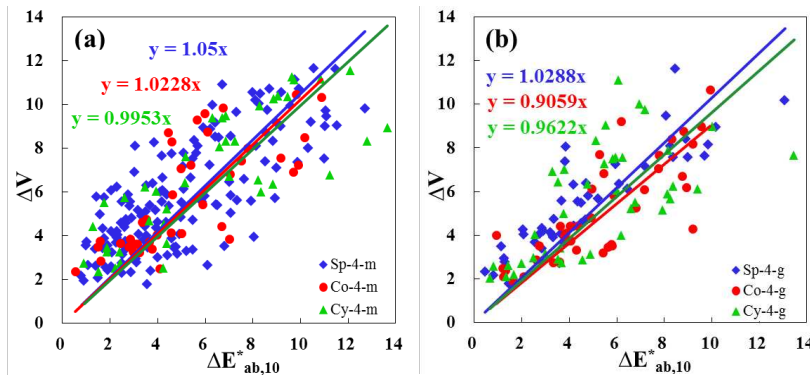 (a)
y = 1.05x
y = 1.0228x
y = 0.9953x
14
12
10
8
6
4
2
0
ΔV
Sp-4-m
Co-4-m
Cy-4-m
0 2 4 6 8 10 12 14
ΔE*ab,10
(b)
y = 1.0288x
y = 0.9059x
y = 0.9622x
14
12
10
8
6
4
2
0
ΔV
Sp-4-g
Co-4-g
Cy-4-g
0 2 4 6 8 10 12 14
ΔE*ab,10